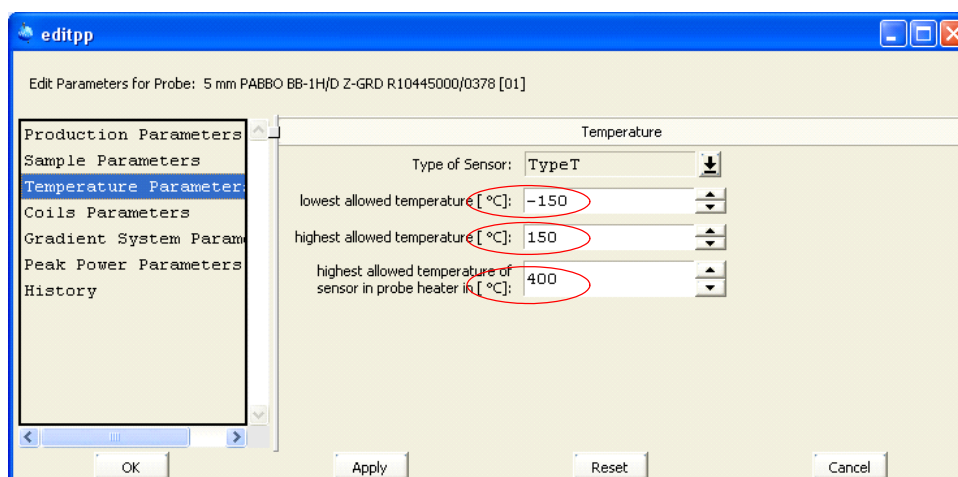 editpp
Edit Parameters for Probe: 5 mm PABBO BB-1H/D Z-GRD R10445000/0378 [01]
Production Parameters
Sample Parameters
Temperature Parameter
Coils Parameters
Gradient System Param
Peak Power Parameters
History
Temperature
Type of Sensor: TypeT
lowest allowed temperature [ °C]: -150
highest allowed temperature [ °C]: 150
highest allowed temperature of
sensor in probe heater in [ °C]: 400
OK Apply Reset Cancel